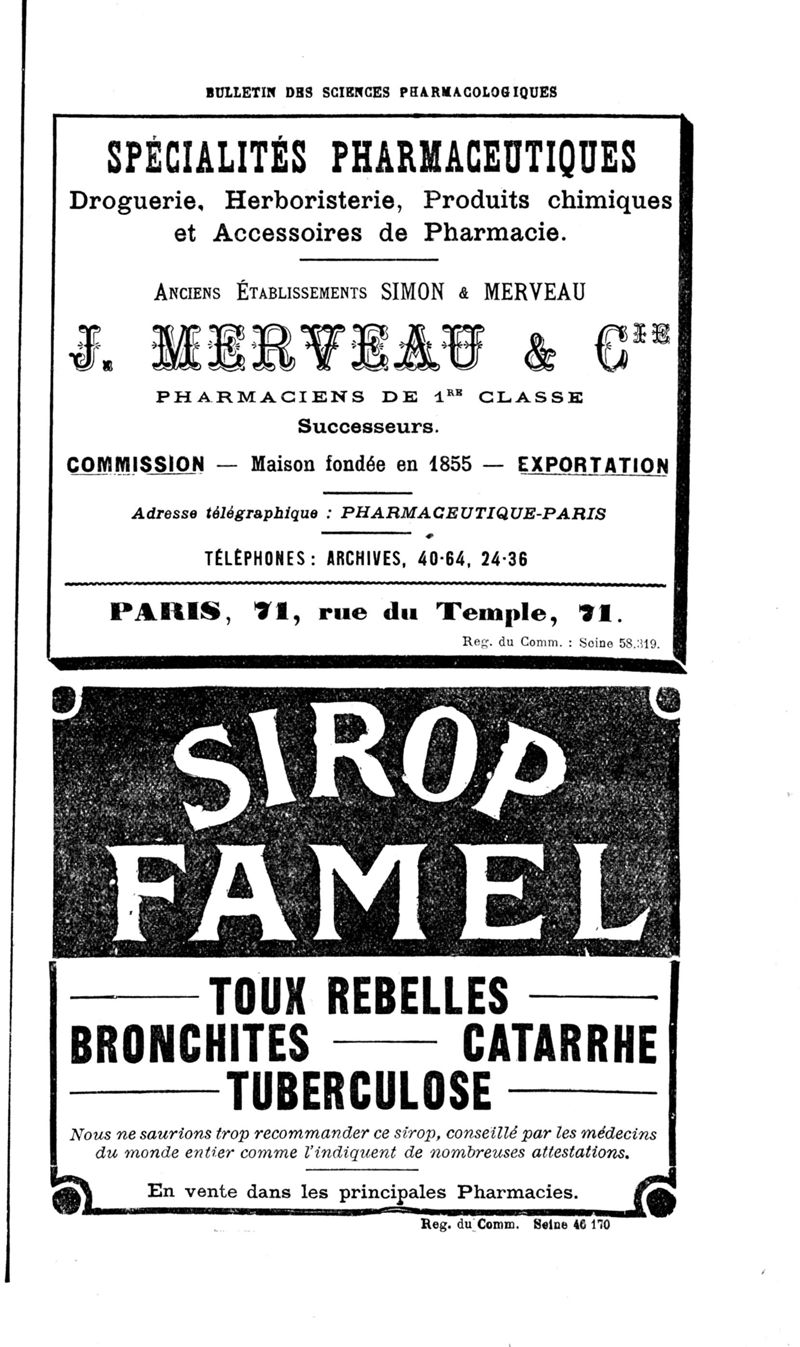 BULLETIN DES SCIENCES PHARMACOLOGIQUES
SPÉCIALITÉS PHARMACEUTIQUES
Droguerie, Herboristerie, Produits chimiques
et Accessoires de Pharmacie.
ANCIENS ÉTABLISSEMENTS SIMON & MERVEAU
J. MERVEAU & CIE
PHARMACIENS DE 1RE CLASSE
Successeurs.
COMMISSION — Maison fondée en 1855 — EXPORTATION
Adresse télégraphique : PHARMACEUTIQUE-PARIS
TÉLÉPHONES : ARCHIVES, 40-64, 24-36
PARIS, 71, rue du Temple, 71.
Reg. du Comm. : Seine 58.319.
SIROP
FAMEL
TOUX REBELLES
BRONCHITES — CATARRHE
TUBERCULOSE
Nous ne saurions trop recommander ce sirop, conseillé par les médecins
du monde entier comme l'indiquent de nombreuses attestations.
En vente dans les principales Pharmacies.
Reg. du Comm. Seine 46 170